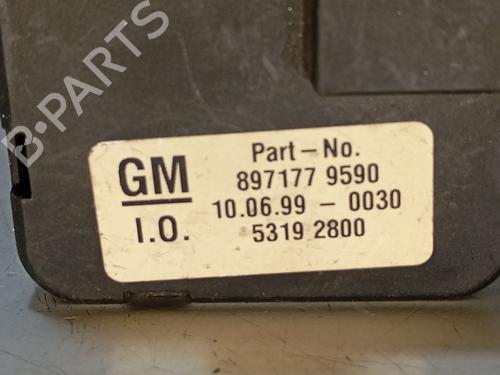 B-PARTS
GM
I.O.
Part-No.
897177 9590
10.06.99 - 0030
5319 2800